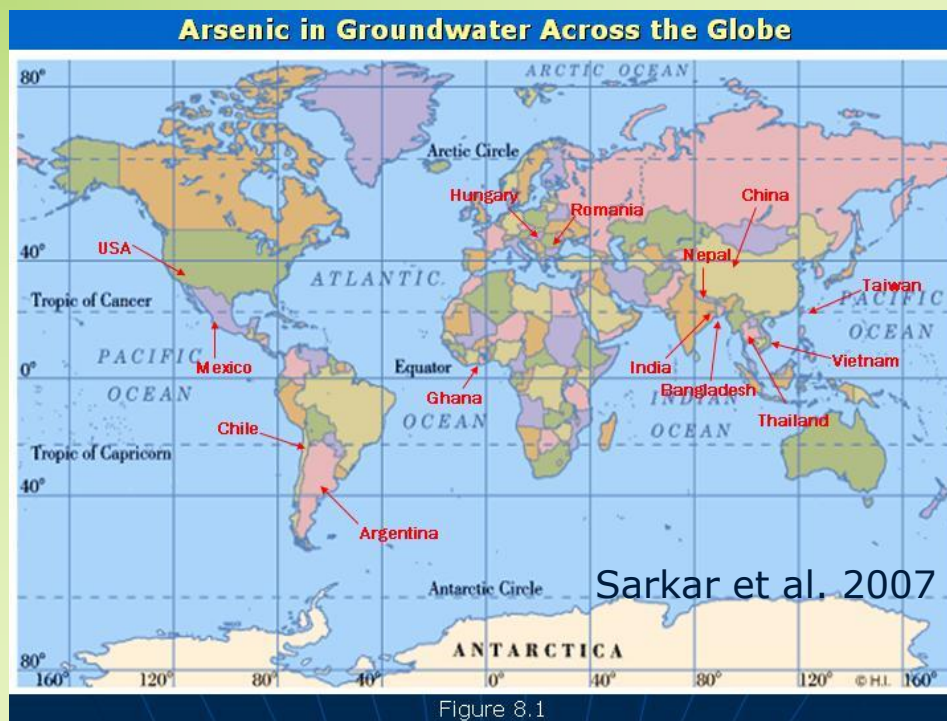 Arsenic in Groundwater Across the Globe
80°
ARCTIC OCEAN
Arctic Circle
Hungary
Romania
China
USA
40°
Nepal
ATLANTIC
Taiwan
Tropic of Cancer
PACIFIC
OCEAN
PACIFIC
OCEAN
Mexico
Equator
0°
India
Vietnam
Bangladesh
Ghana
INDIAN
OCEAN
Thailand
Chile
OCEAN
Tropic of Capricorn
40°
Argentina
Antarctic Circle
Sarkar et al. 2007
ANTARCTICA
80°
160° 120° 80° 40° 0° 40° 80° 120° © H.I. 160°
Figure 8.1